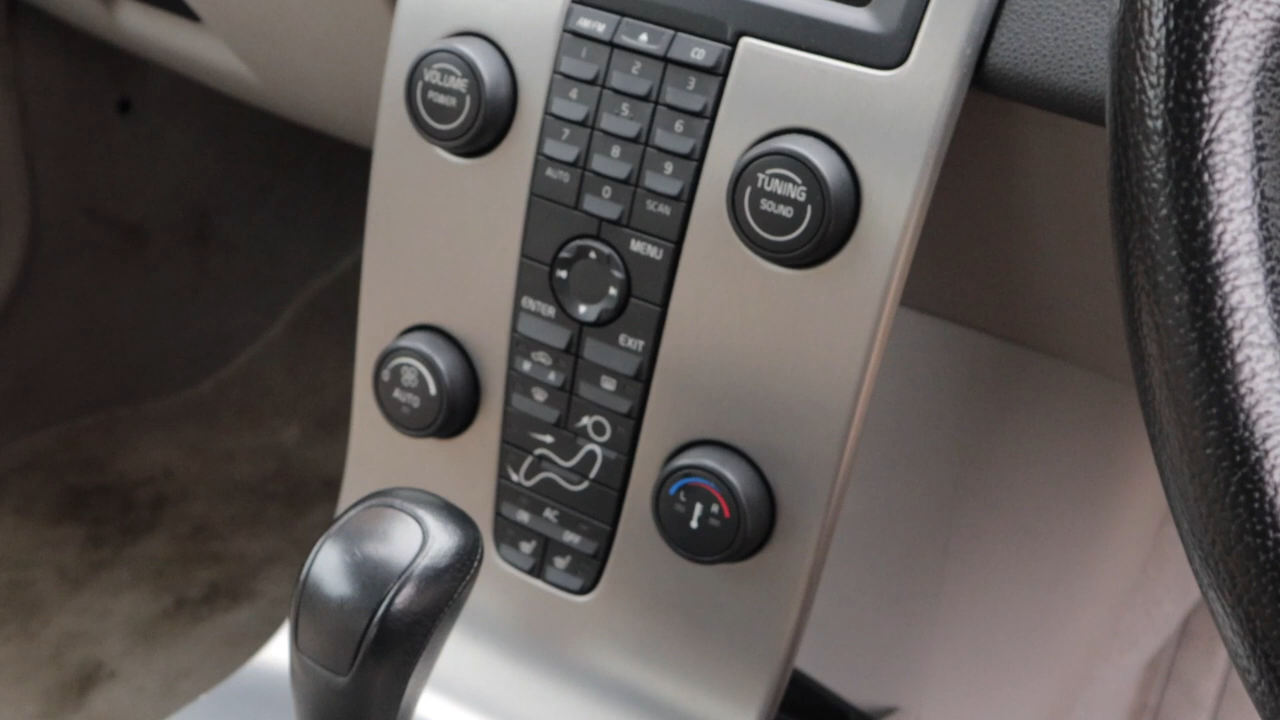 AM/FM
CD
1
2
3
4
5
6
7
8
9
AUTO
0
SCAN
VOLUME
POWER
TUNING
SOUND
MENU
ENTER
EXIT
M A
AUTO
L R
AC
ON
OFF